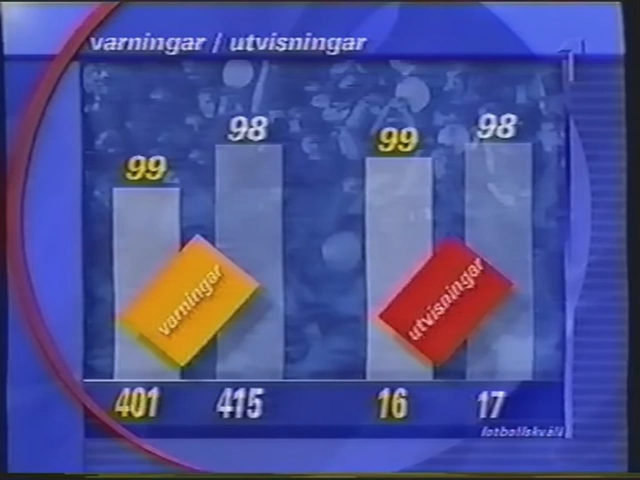 varningar / utvisningar
99 98 99 98
varningar utvisningar
401 415 16 17
fotbollskväll